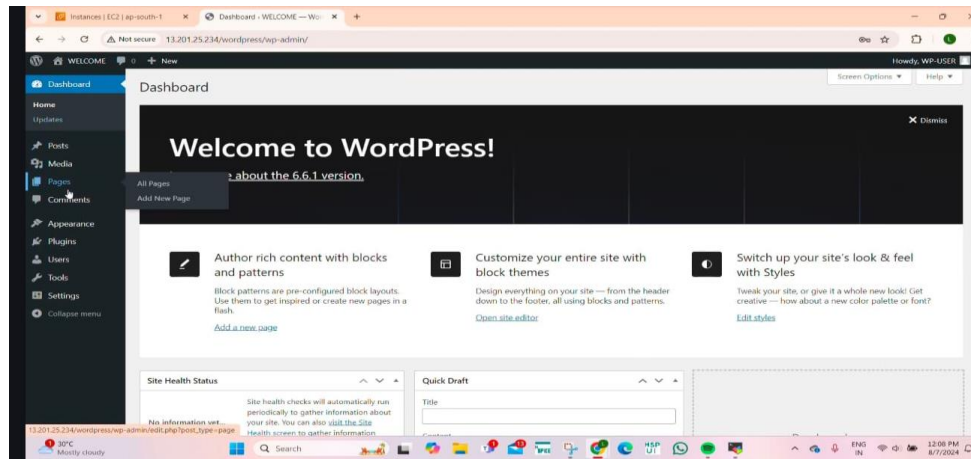 Instances | EC2 | ap-south-1
Dashboard ‹ WELCOME — Wor
Not secure 13.201.25.234/wordpress/wp-admin/
WELCOME 0 + New
Howdy, WP-USER
Dashboard
Home
Updates
Posts
Media
Pages
Comments
Appearance
Plugins
Users
Tools
Settings
Collapse menu
All Pages
Add New Page
Dashboard
Screen Options
Help
Dismiss
Welcome to WordPress!
about the 6.6.1 version.
Author rich content with blocks
and patterns
Block patterns are pre-configured block layouts.
Use them to get inspired or create new pages in a
flash.
Add a new page
Customize your entire site with
block themes
Design everything on your site — from the header
down to the footer, all using blocks and patterns.
Open site editor
Switch up your site's look & feel
with Styles
Tweak your site, or give it a whole new look! Get
creative — how about a new color palette or font?
Edit styles
Site Health Status
No information yet...
Site health checks will automatically run
periodically to gather information about
your site. You can also visit the Site
Health screen to gather information
Quick Draft
Title
Content
13.201.25.234/wordpress/wp-admin/edit.php?post_type=page
30°C
Mostly cloudy
Search
ENG
IN
12:00 PM
8/7/2024